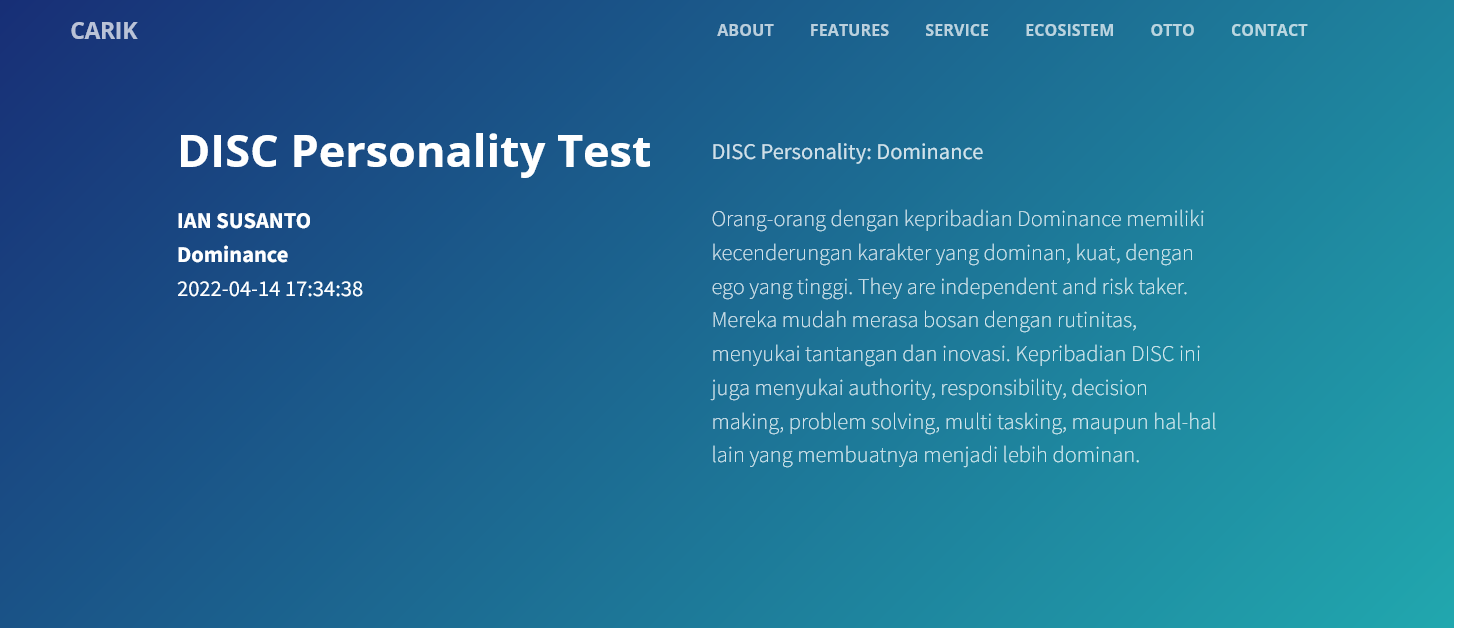 CARIK
ABOUT FEATURES SERVICE ECOSISTEM OTTO CONTACT
DISC Personality Test
IAN SUSANTO
Dominance
2022-04-14 17:34:38
DISC Personality: Dominance
Orang-orang dengan kepribadian Dominance memiliki
kecenderungan karakter yang dominan, kuat, dengan
ego yang tinggi. They are independent and risk taker.
Mereka mudah merasa bosan dengan rutinitas,
menyukai tantangan dan inovasi. Kepribadian DISC ini
juga menyukai authority, responsibility, decision
making, problem solving, multi tasking, maupun hal-hal
lain yang membuatnya menjadi lebih dominan.